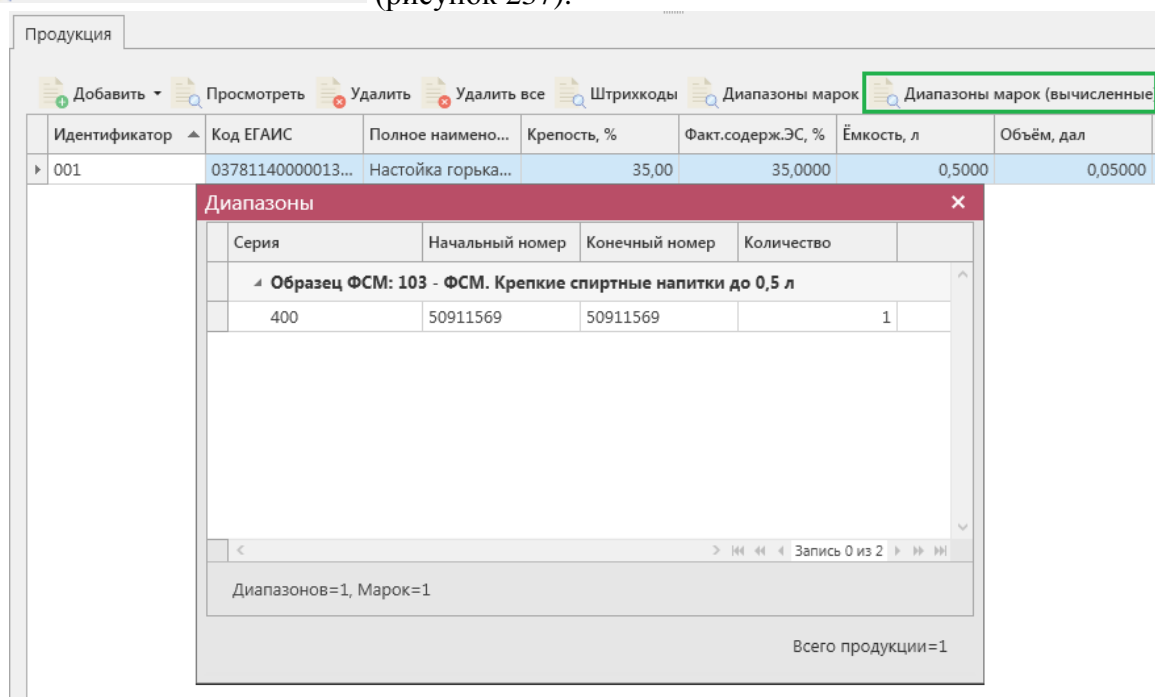 (рисунок 237).
Продукция
Добавить Просмотреть Удалить Удалить все Штрихкоды Диапазоны марок Диапазоны марок (вычисленные
Идентификатор Код ЕГАИС Полное наимено... Крепость, % Факт.содерж.ЭС, % Ёмкость, л Объём, дал
001 03781140000013... Настойка горька... 35,00 35,0000 0,5000 0,05000
Диапазоны
Серия Начальный номер Конечный номер Количество
Образец ФСМ: 103 - ФСМ. Крепкие спиртные напитки до 0,5 л
400 50911569 50911569 1
Запись 0 из 2
Диапазонов=1, Марок=1
Всего продукции=1